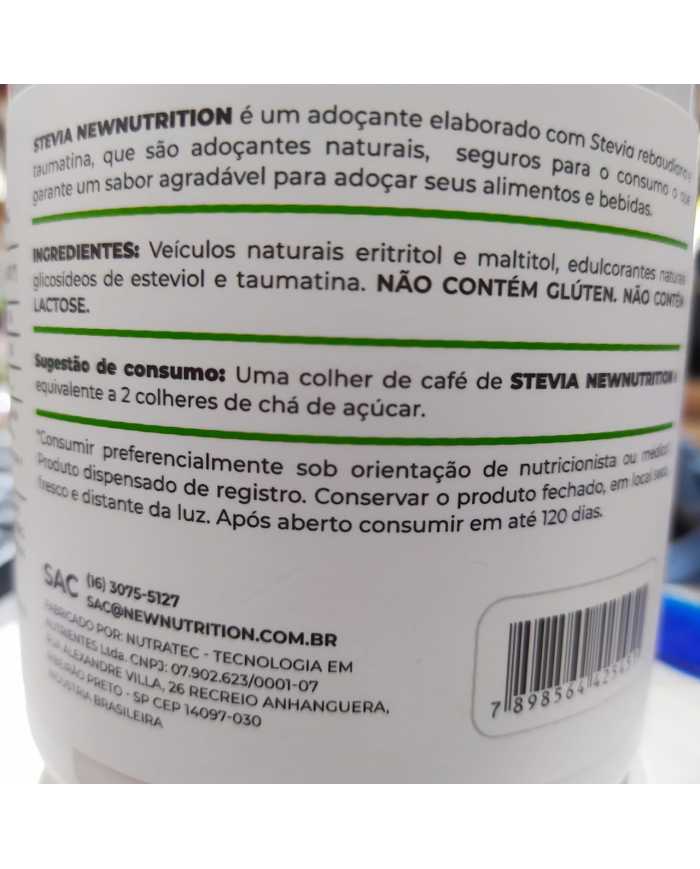 STEVIA NEWNUTRITION é um adoçante elaborado com Stevia rebaudiana e
taumatina, que são adoçantes naturais, seguros para o consumo o que
garante um sabor agradável para adoçar seus alimentos e bebidas.
INGREDIENTES: Veículos naturais eritritol e maltitol, edulcorantes naturais
glicosídeos de esteviol e taumatina. NÃO CONTÉM GLÚTEN. NÃO CONTÉM
LACTOSE.
Sugestão de consumo: Uma colher de café de STEVIA NEWNUTRITION é
equivalente a 2 colheres de chá de açúcar.
*Consumir preferencialmente sob orientação de nutricionista ou médico.
Produto dispensado de registro. Conservar o produto fechado, em local seco,
fresco e distante da luz. Após aberto consumir em até 120 dias.
SAC (16) 3075-5127
SAC@NEWNUTRITION.COM.BR
FABRICADO POR: NUTRATEC - TECNOLOGIA EM
NUTRIENTES Ltda. CNPJ: 07.902.623/0001-07
RUA ALEXANDRE VILLA, 26 RECREIO ANHANGUERA,
RIBEIRÃO PRETO - SP CEP 14097-030
INDÚSTRIA BRASILEIRA